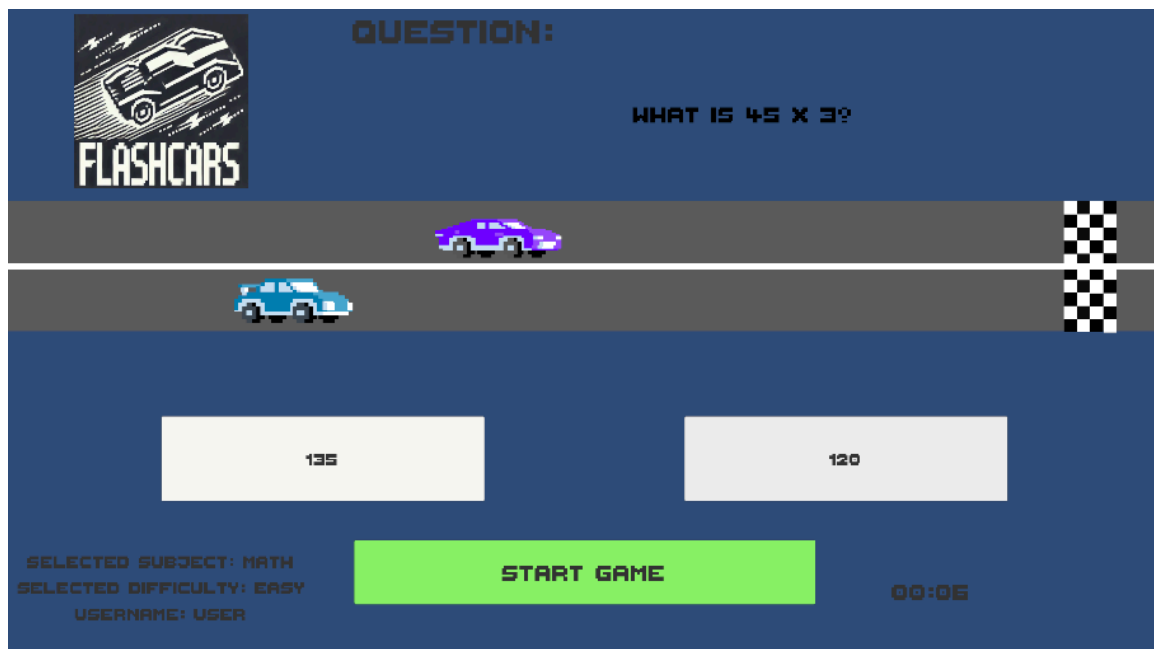 QUESTION:
WHAT IS 45 X 3?
FLASHCARS
135
120
START GAME
SELECTED SUBJECT: MATH
SELECTED DIFFICULTY: EASY
USERNAME: USER
00:05